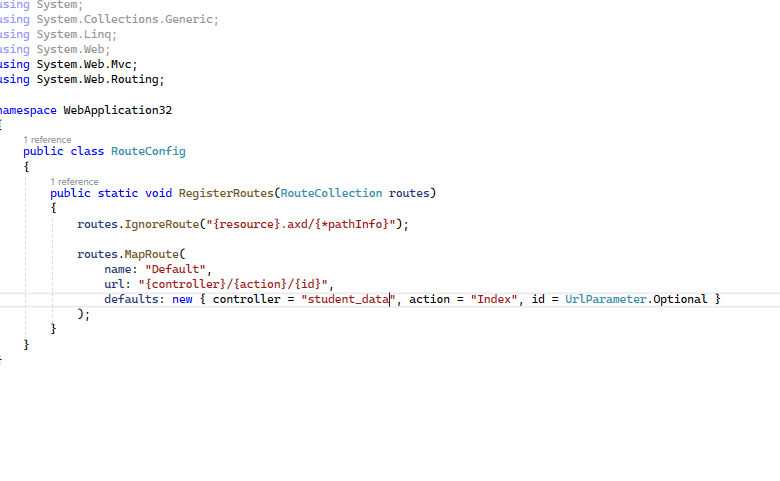 using System;
using System.Collections.Generic;
using System.Linq;
using System.Web;
using System.Web.Mvc;
using System.Web.Routing;
namespace WebApplication32
{
1 reference
public class RouteConfig
{
1 reference
public static void RegisterRoutes(RouteCollection routes)
{
routes.IgnoreRoute("{resource}.axd/{*pathInfo}");
routes.MapRoute(
name: "Default",
url: "{controller}/{action}/{id}",
defaults: new { controller = "student_data", action = "Index", id = UrlParameter.Optional }
);
}
}
}